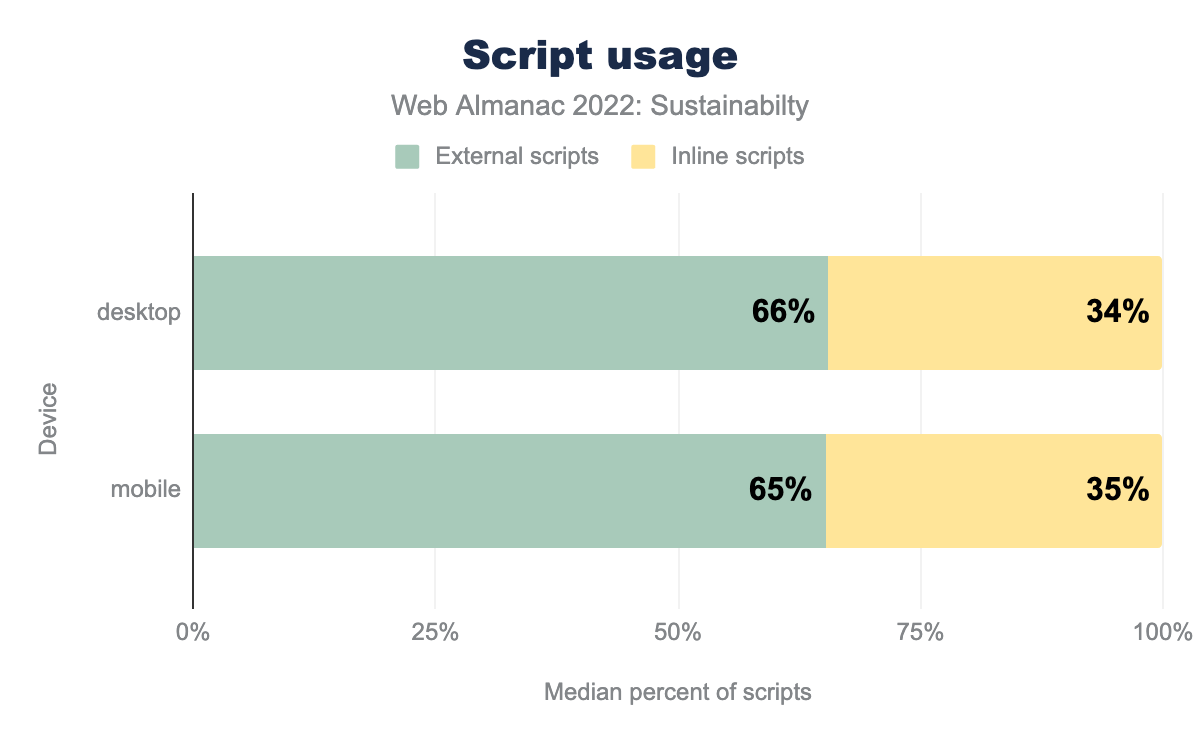 Script usage
Web Almanac 2022: Sustainabilty
External scripts Inline scripts
desktop 66% 34%
Device
mobile 65% 35%
0% 25% 50% 75% 100%
Median percent of scripts